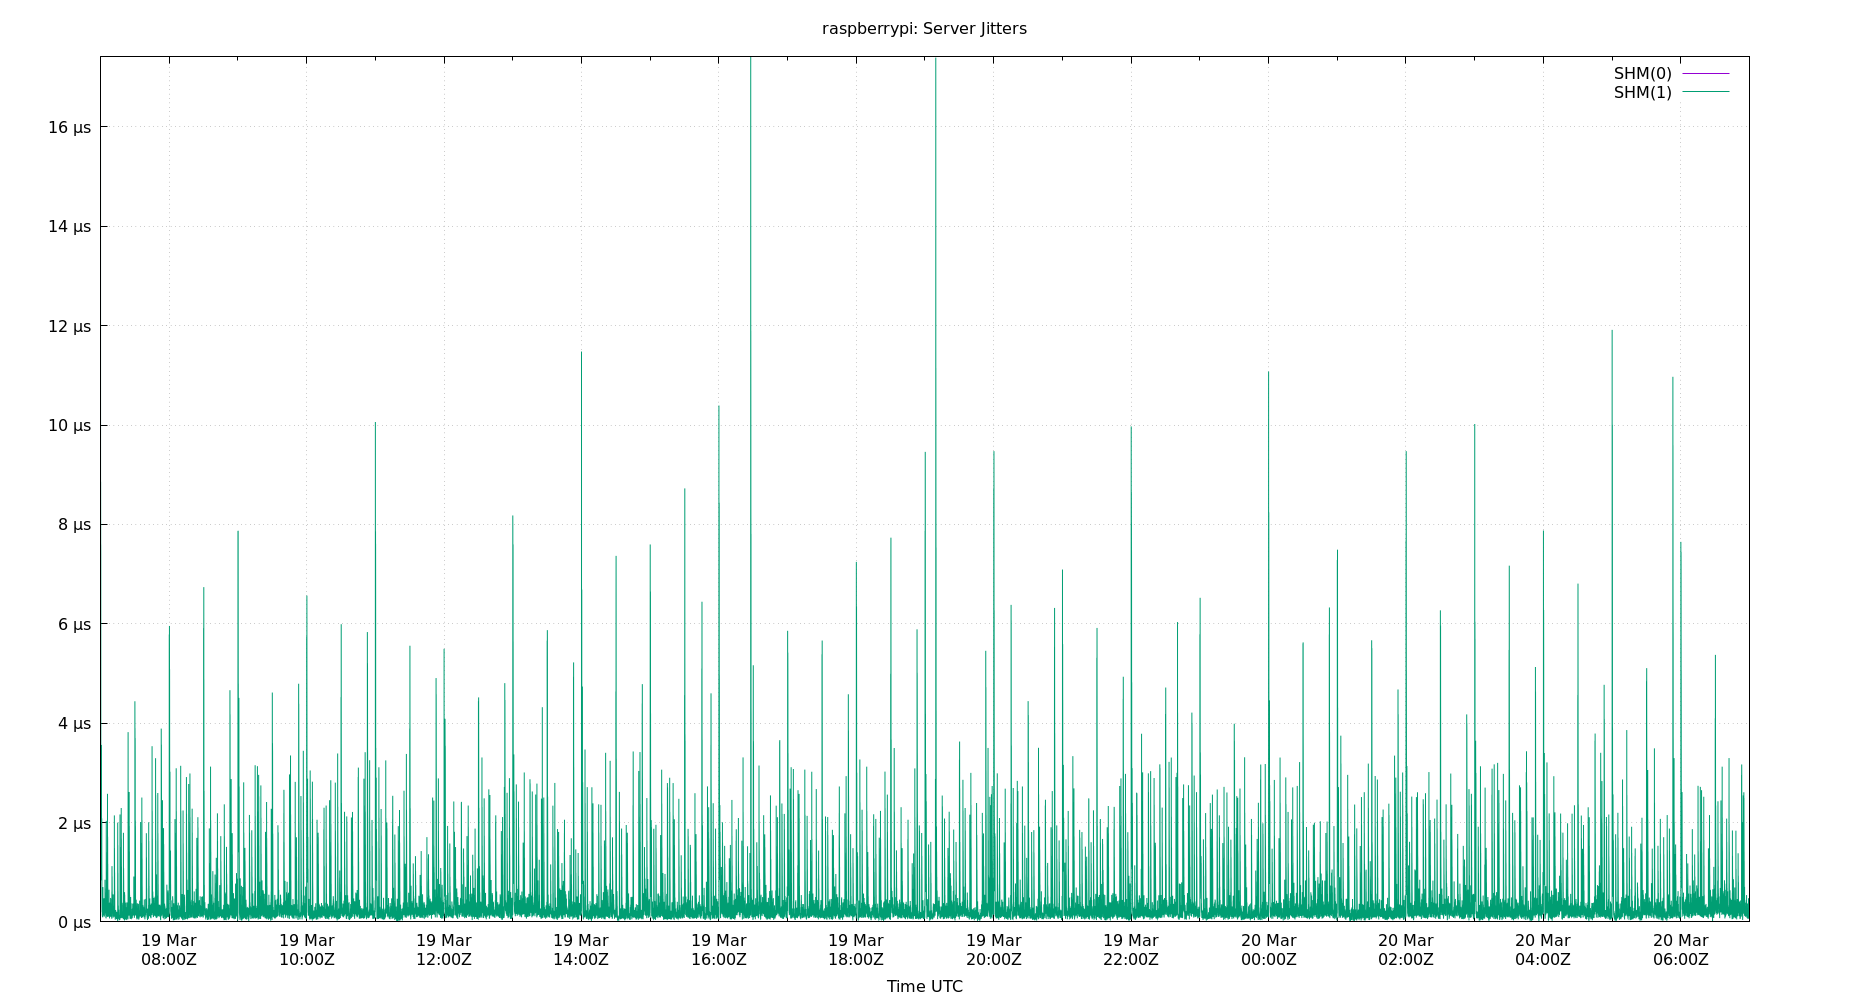 raspberrypi: Server Jitters
SHM(0)
SHM(1)
16 µs
14 µs
12 µs
10 µs
8 µs
6 µs
4 µs
2 µs
0 µs
19 Mar 19 Mar 19 Mar 19 Mar 19 Mar 19 Mar 19 Mar 19 Mar 20 Mar 20 Mar 20 Mar 20 Mar
08:00Z 10:00Z 12:00Z 14:00Z 16:00Z 18:00Z 20:00Z 22:00Z 00:00Z 02:00Z 04:00Z 06:00Z
Time UTC